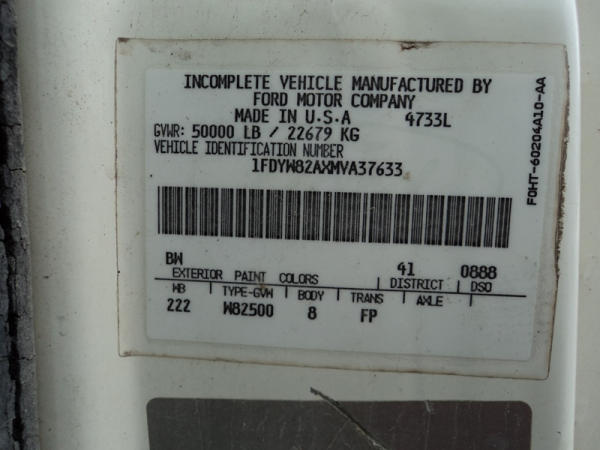 INCOMPLETE VEHICLE MANUFACTURED BY
FORD MOTOR COMPANY
MADE IN U.S.A 4733L
GVWR: 50000 LB / 22679 KG
VEHICLE IDENTIFICATION NUMBER
1FDYW82AXMVA37633
BW 41 0888
EXTERIOR PAINT COLORS DISTRICT DSO
WB TYPE-GVW BODY TRANS AXLE
222 W82500 8 FP
F0HT-60204A10-AA